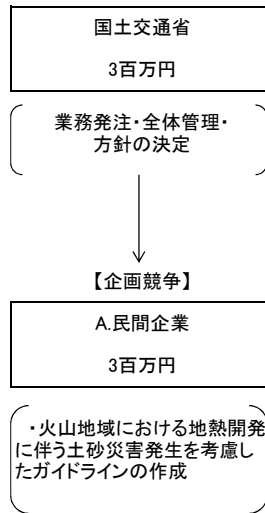 国土交通省
3百万円
業務発注・全体管理・
方針の決定
【企画競争】
A.民間企業
3百万円
・火山地域における地熱開発
に伴う土砂災害発生を考慮し
たガイドラインの作成